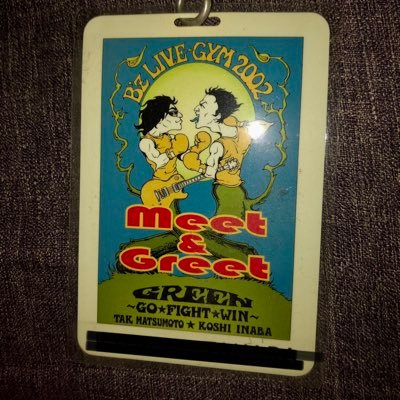 B'z LIVE-GYM 2002
Meet
&
Greet
GREEN
~GO★FIGHT★WIN~
TAK MATSUMOTO ★ KOSHI INABA